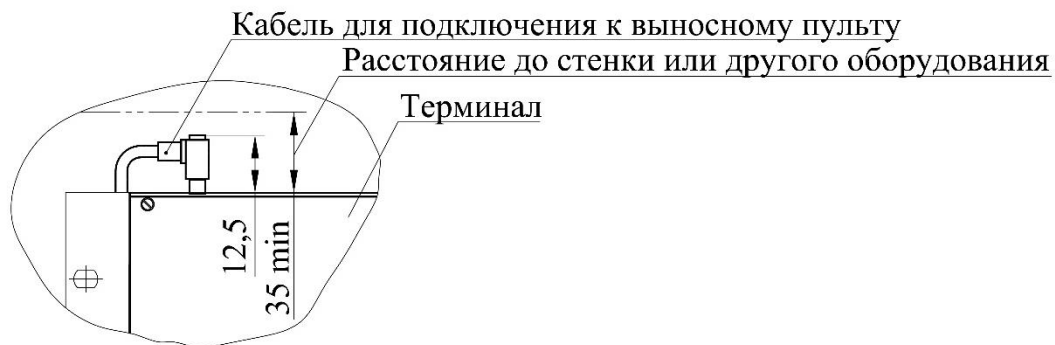 Кабель для подключения к выносному пульту
Расстояние до стенки или другого оборудования
Терминал
12,5
35 min